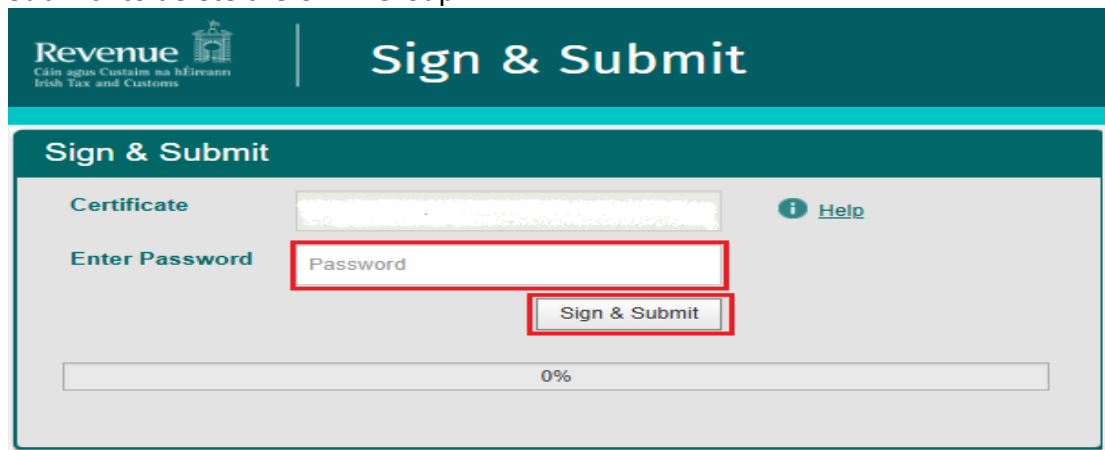 Revenue
Cáin agus Custaim na hÉireann
Irish Tax and Customs
Sign & Submit
Sign & Submit
Certificate
Help
Enter Password
Password
Sign & Submit
0%